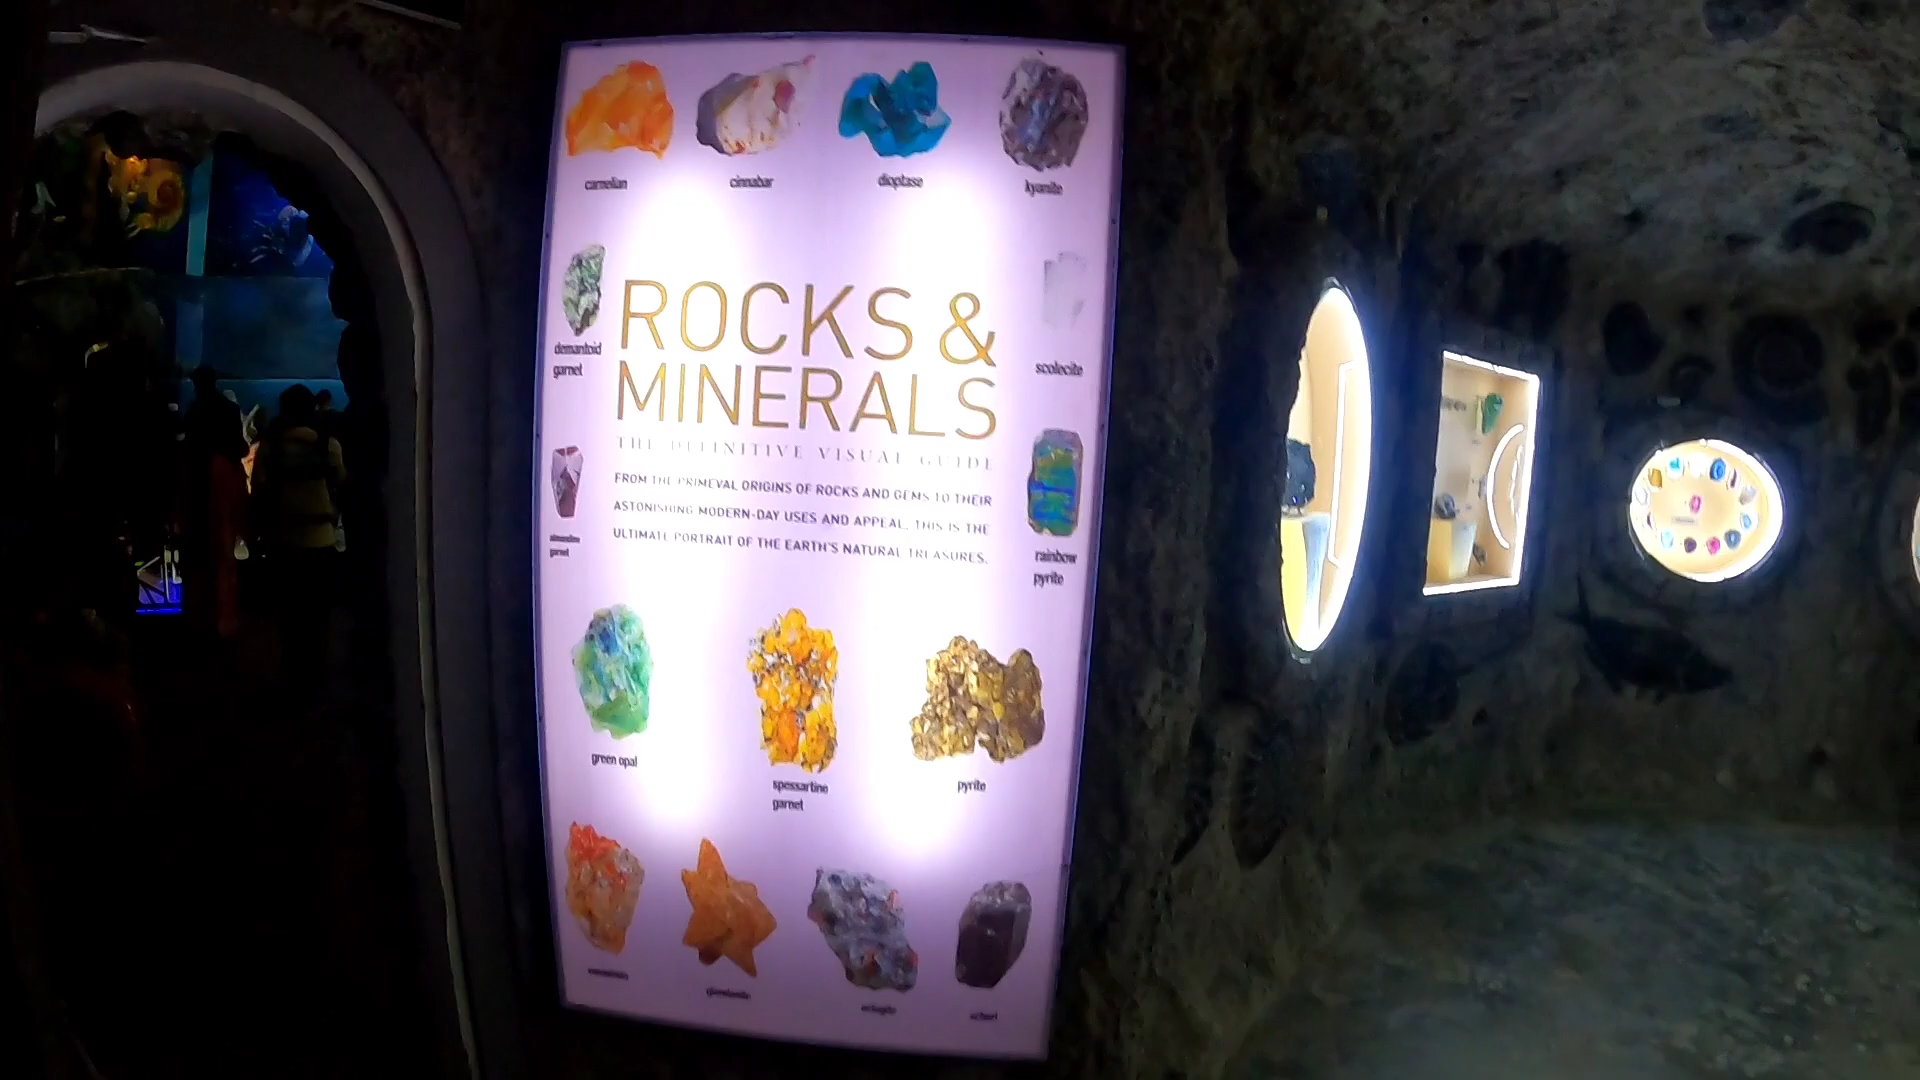 carnelian
cinnabar
dioptase
kyanite
demantoid
garnet
scolecite
ROCKS &
MINERALS
THE DEFINITIVE VISUAL GUIDE
FROM THE PRIMEVAL ORIGINS OF ROCKS AND GEMS TO THEIR
ASTONISHING MODERN-DAY USES AND APPEAL, THIS IS THE
ULTIMATE PORTRAIT OF THE EARTH'S NATURAL TREASURES.
almandine
garnet
rainbow
pyrite
green opal
spessartine
garnet
pyrite
eclogite
schorl